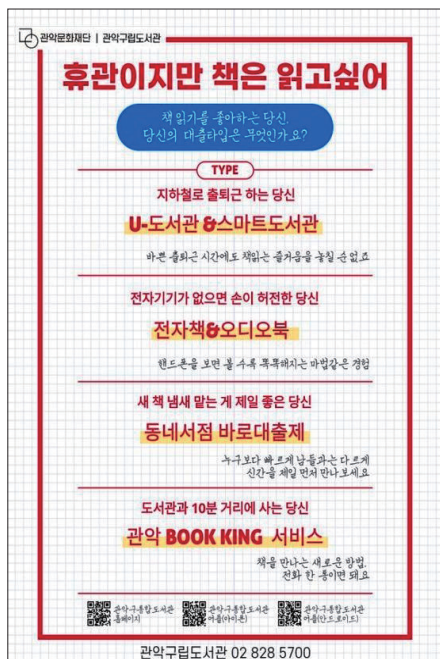 관악문화재단 | 관악구립도서관
휴관이지만 책은 읽고싶어
책읽기를 좋아하는 당신
당신의 대출타입은 무엇인가요?
TYPE
지하철로 출퇴근 하는 당신
U-도서관 &스마트도서관
바쁜 출퇴근 시간에도 책읽는 즐거움을 놓칠 순 없죠
전자기기가 없으면 손이 허전한 당신
전자책&오디오북
핸드폰을 보면 볼 수록 똑똑해지는 마법같은 경험
새 책 냄새 맡는 게 제일 좋은 당신
동네서점 바로대출제
누구보다 빠르게 남들과는 다르게
신간을 제일 먼저 만나보세요
도서관과 10분 거리에 사는 당신
관악 BOOK KING 서비스
책을 만나는 새로운 방법,
전화 한 통이면 돼요
관악구통합도서관
홈페이지
관악구통합도서관
어플(아이폰)
관악구통합도서관
어플(안드로이드)
관악구립도서관 02 828 5700